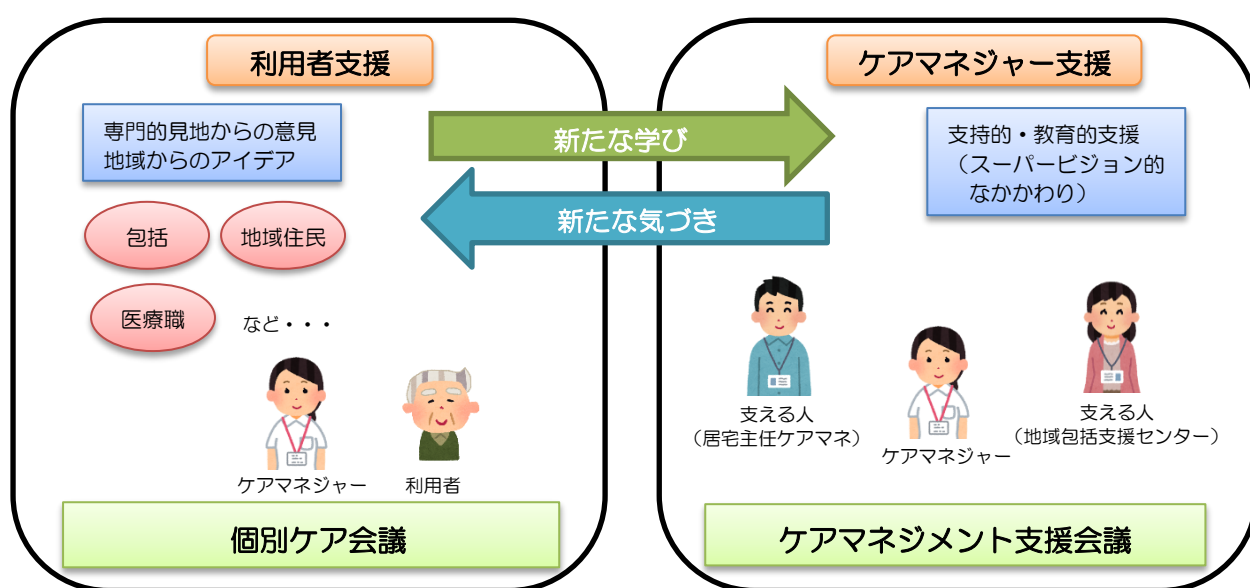 利用者支援
専門的見地からの意見
地域からのアイデア
包括
地域住民
医療職
など・・・
ケアマネジャー
利用者
個別ケア会議
新たな学び
新たな気づき
ケアマネジャー支援
支持的・教育的支援
（スーパービジョン的
なかかわり）
支える人
（居宅主任ケアマネ）
ケアマネジャー
支える人
（地域包括支援センター）
ケアマネジメント支援会議